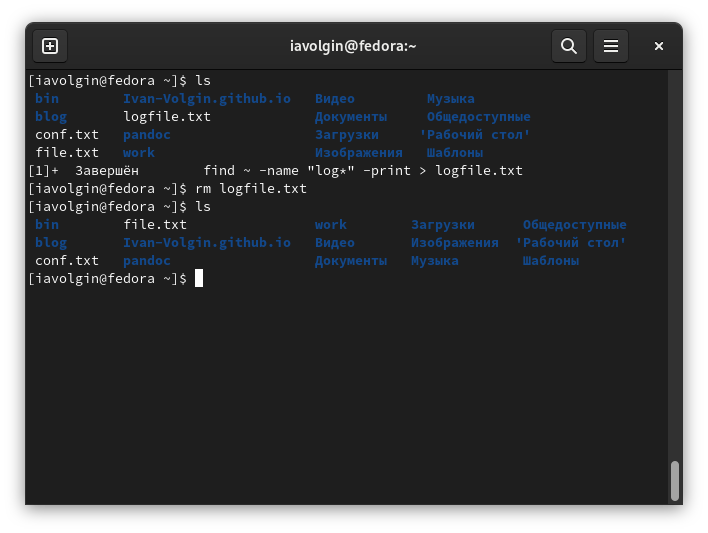 iavolgin@fedora:~
[iavolgin@fedora ~]$ ls
bin Ivan-Volgin.github.io Видео Музыка
blog logfile.txt Документы Общедоступные
conf.txt pandoc Загрузки 'Рабочий стол'
file.txt work Изображения Шаблоны
[1]+ Завершён find ~ -name "log*" -print > logfile.txt
[iavolgin@fedora ~]$ rm logfile.txt
[iavolgin@fedora ~]$ ls
bin file.txt work Загрузки Общедоступные
blog Ivan-Volgin.github.io Видео Изображения 'Рабочий стол'
conf.txt pandoc Документы Музыка Шаблоны
[iavolgin@fedora ~]$